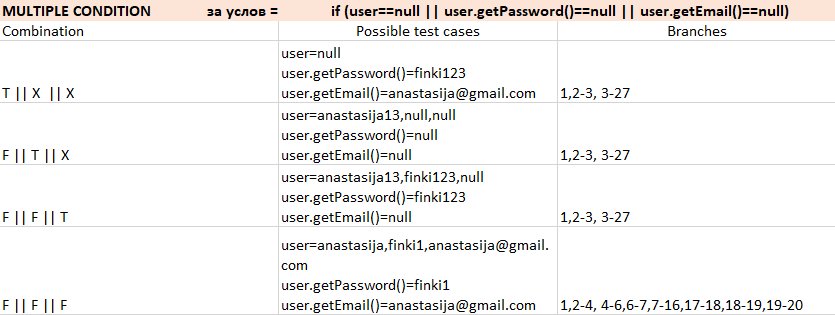 MULTIPLE CONDITION за услов = if (user==null || user.getPassword()==null || user.getEmail()==null)
Combination Possible test cases Branches
user=null
user.getPassword()=finki123
T || X || X user.getEmail()=anastasija@gmail.com 1,2-3, 3-27
user=anastasija13,null,null
user.getPassword()=null
F || T || X user.getEmail()=null 1,2-3, 3-27
user=anastasija13,finki123,null
user.getPassword()=finki123
F || F || T user.getEmail()=null 1,2-3, 3-27
user=anastasija,finki1,anastasija@gmail.
com
user.getPassword()=finki1
F || F || F user.getEmail()=anastasija@gmail.com 1,2-4, 4-6,6-7,7-16,17-18,18-19,19-20